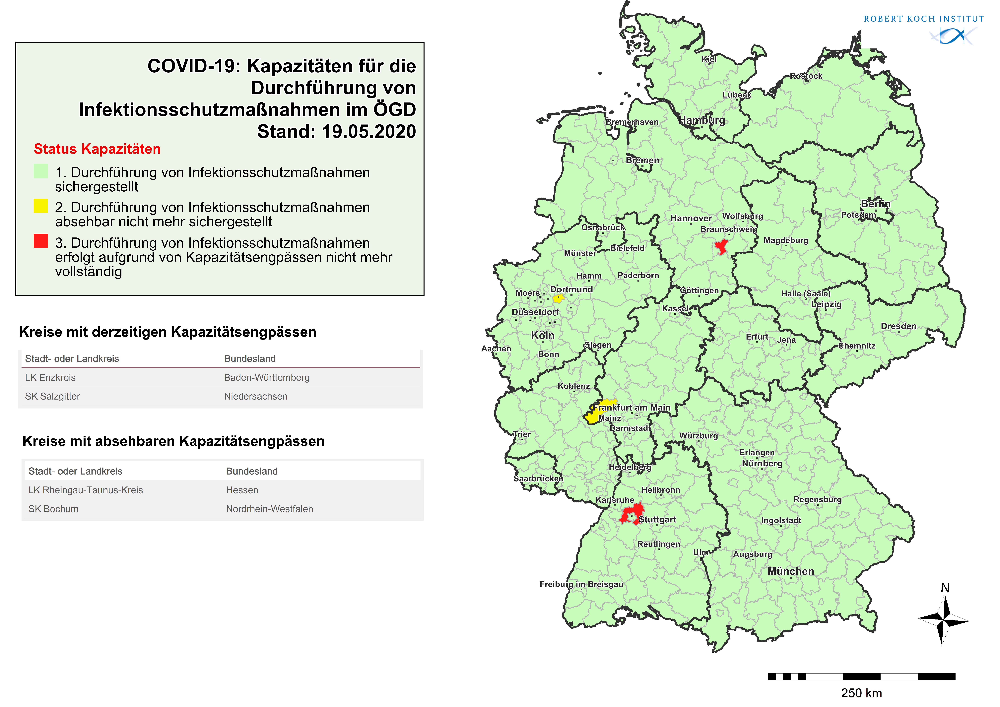 ROBERT KOCH INSTITUT
COVID-19: Kapazitäten für die
Durchführung von
Infektionsschutzmaßnahmen im ÖGD
Stand: 19.05.2020
Status Kapazitäten
1. Durchführung von Infektionsschutzmaßnahmen
sichergestellt
2. Durchführung von Infektionsschutzmaßnahmen
absehbar nicht mehr sichergestellt
3. Durchführung von Infektionsschutzmaßnahmen
erfolgt aufgrund von Kapazitätsengpässen nicht mehr
vollständig
Kreise mit derzeitigen Kapazitätsengpässen
Stadt- oder Landkreis Bundesland
LK Enzkreis Baden-Württemberg
SK Salzgitter Niedersachsen
Kreise mit absehbaren Kapazitätsengpässen
Stadt- oder Landkreis Bundesland
LK Rheingau-Taunus-Kreis Hessen
SK Bochum Nordrhein-Westfalen
Kiel
Rostock
Lübeck
Hamburg
Bremerhaven
Bremen
Berlin
Potsdam
Hannover
Wolfsburg
Osnabrück
Braunschweig
Magdeburg
Bielefeld
Münster
Hamm
Paderborn
Dortmund
Göttingen
Moers
Halle (Saale)
Leipzig
Kassel
Düsseldorf
Dresden
Köln
Erfurt
Jena
Siegen
Chemnitz
Aachen
Bonn
Koblenz
Frankfurt am Main
Mainz
Darmstadt
Trier
Würzburg
Erlangen
Nürnberg
Heidelberg
Saarbrücken
Heilbronn
Karlsruhe
Regensburg
Stuttgart
Ingolstadt
Reutlingen
Ulm
Augsburg
München
Freiburg im Breisgau
N
250 km